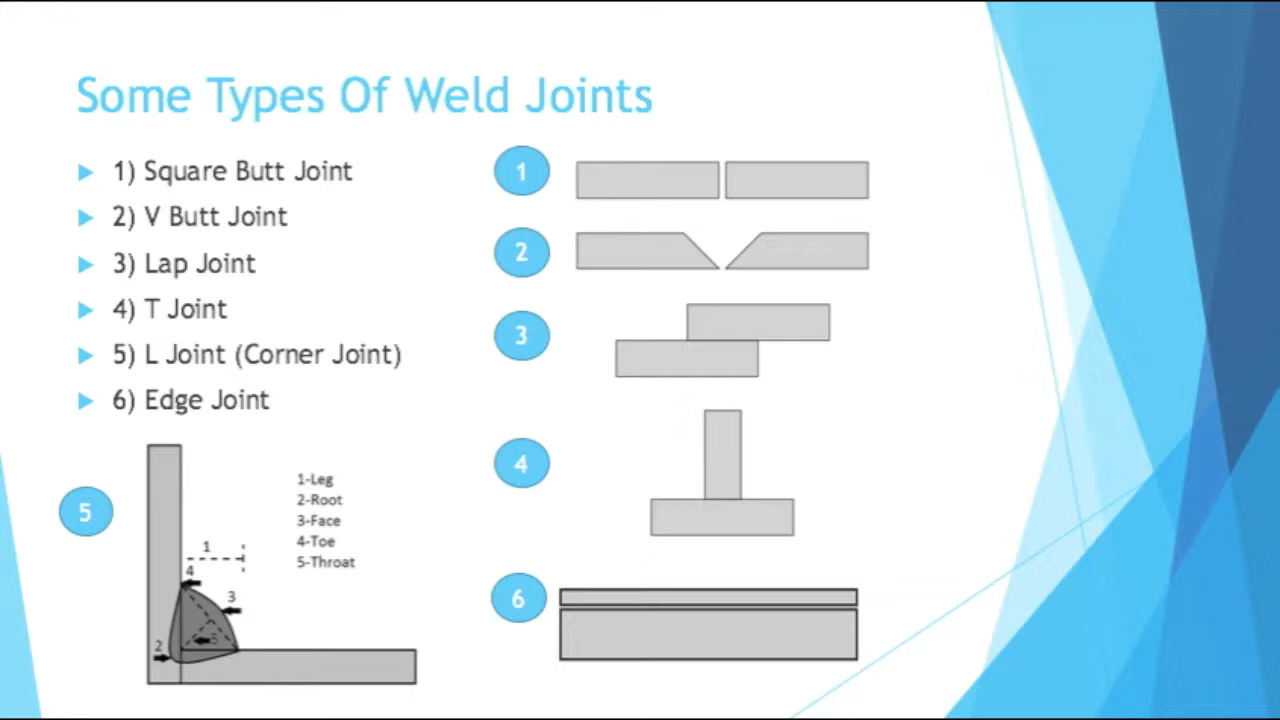 Some Types Of Weld Joints
1) Square Butt Joint
2) V Butt Joint
3) Lap Joint
4) T Joint
5) L Joint (Corner Joint)
6) Edge Joint
1
2
3
4
5
6
1-Leg
2-Root
3-Face
4-Toe
5-Throat
1
4
3
5
2